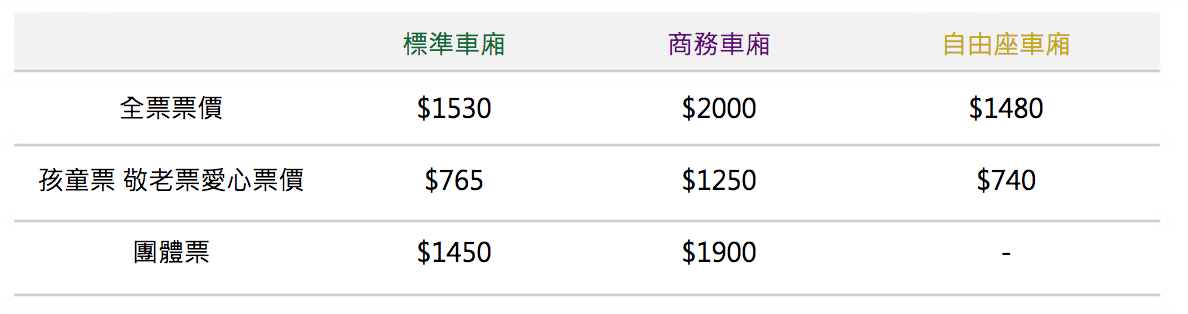 標準車廂 商務車廂 自由座車廂
全票票價 $1530 $2000 $1480
孩童票 敬老票愛心票價 $765 $1250 $740
團體票 $1450 $1900 -